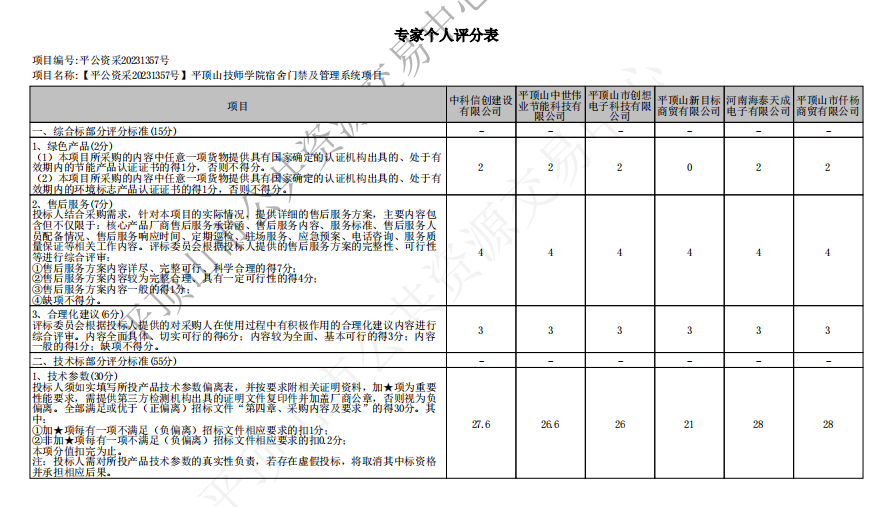 专家个人评分表
项目编号:平公资采20231357号
项目名称:【平公资采20231357号】平顶山技师学院宿舍门禁及管理系统项目
项目
中科信创建设
有限公司
平顶山中世伟
业节能科技有
限公司
平顶山市创想
电子科技有限
公司
平顶山新目标
商贸有限公司
河南海泰天成
电子有限公司
平顶山市仟杨
商贸有限公司
一、综合标部分评分标准(15分) – – – – – –
1、绿色产品(2分)
(1)本项目所采购的内容中任意一项货物提供具有国家确定的认证机构出具的、处于有
效期内的节能产品认证证书的得1分,否则不得分。
(2)本项目所采购的内容中任意一项货物提供具有国家确定的认证机构出具的、处于有
效期内的环境标志产品认证证书的得1分,否则不得分。
2 2 2 0 2 2
2、售后服务(7分)
投标人结合采购需求,针对本项目的实际情况,提供详细的售后服务方案,主要内容包
含但不仅限于:核心产品厂商售后服务承诺函、售后服务内容、服务标准、售后服务人
员配备情况、售后服务响应时间、定期巡检、驻场服务、应急预案、电话咨询、服务质
量保证等相关工作内容。评标委员会根据投标人提供的售后服务方案的完整性、可行性
等进行综合评审:
①售后服务方案内容详尽、完整可行、科学合理的得7分;
②售后服务方案内容较为完整合理、具有一定可行性的得4分;
③售后服务方案内容一般的得1分;
④缺项不得分。
4 4 4 4 4 4
3、合理化建议(6分)
评标委员会根据投标人提供的对采购人在使用过程中有积极作用的合理化建议内容进行
综合评审。内容全面具体、切实可行的得6分;内容较为全面、基本可行的得3分;内容
一般的得1分;缺项不得分。
3 3 3 3 3 3
二、技术标部分评分标准(55分) – – – – – –
1、技术参数(30分)
投标人须如实填写所投产品技术参数偏离表,并按要求附相关证明资料,加★项为重要
性能要求,需提供第三方检测机构出具的证明文件复印件并加盖厂商公章,否则视为负
偏离。全部满足或优于(正偏离)招标文件“第四章、采购内容及要求”的得30分。其
中:
①加★项每有一项不满足(负偏离)招标文件相应要求的扣1分;
②非加★项每有一项不满足(负偏离)招标文件相应要求的扣0.2分;
本项分值扣完为止。
注:投标人需对所投产品技术参数的真实性负责,若存在虚假投标,将取消其中标资格
并承担相应后果。
27.6 26.6 26 21 28 28
平顶山市公共资源交易中心
平顶山市公共资源交易中心